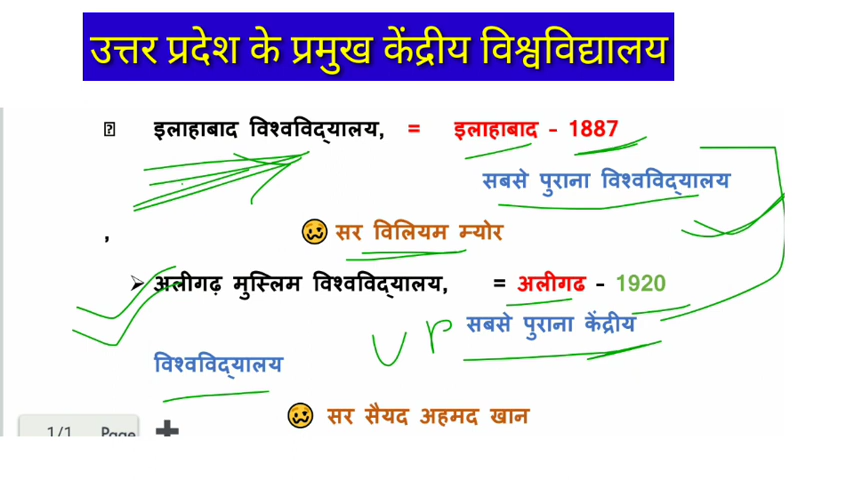 उत्तर प्रदेश के प्रमुख केंद्रीय विश्वविद्यालय
इलाहाबाद विश्वविद्यालय, = इलाहाबाद - 1887
सबसे पुराना विश्वविद्यालय
, सर विलियम म्योर
➢ अलीगढ़ मुस्लिम विश्वविद्यालय, = अलीगढ - 1920
UP सबसे पुराना केंद्रीय
विश्वविद्यालय
सर सैयद अहमद खान
1/1 Page